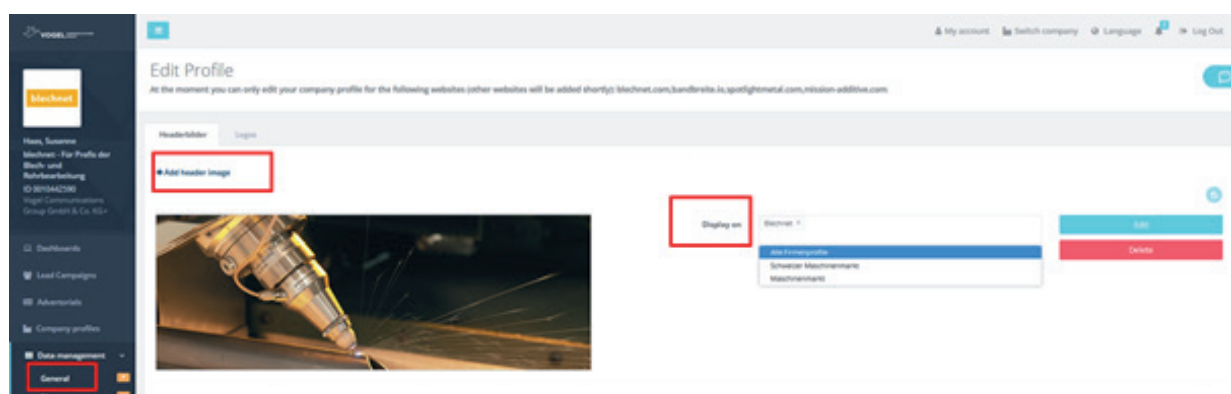 VOGEL
My account
Switch company
Language
Log Out
Edit Profile
At the moment you can only edit your company profile for the following websites (other websites will be added shortly): blechnet.com,bandbreite.io,spotlightmetal.com,mission-additive.com
blechnet
Haas, Susanne
blechnet - Für Profis der
Blech- und
Rohrbearbeitung
ID 0010442590
Vogel Communications
Group GmbH & Co. KG
Dashboards
Lead Campaigns
Advertorials
Company profiles
Data management
General
Headerbilder
Logos
Add header image
Display on
Blechnet ×
Alle Firmenprofile
Schweizer Maschinenmarkt
Maschinenmarkt
Edit
Delete